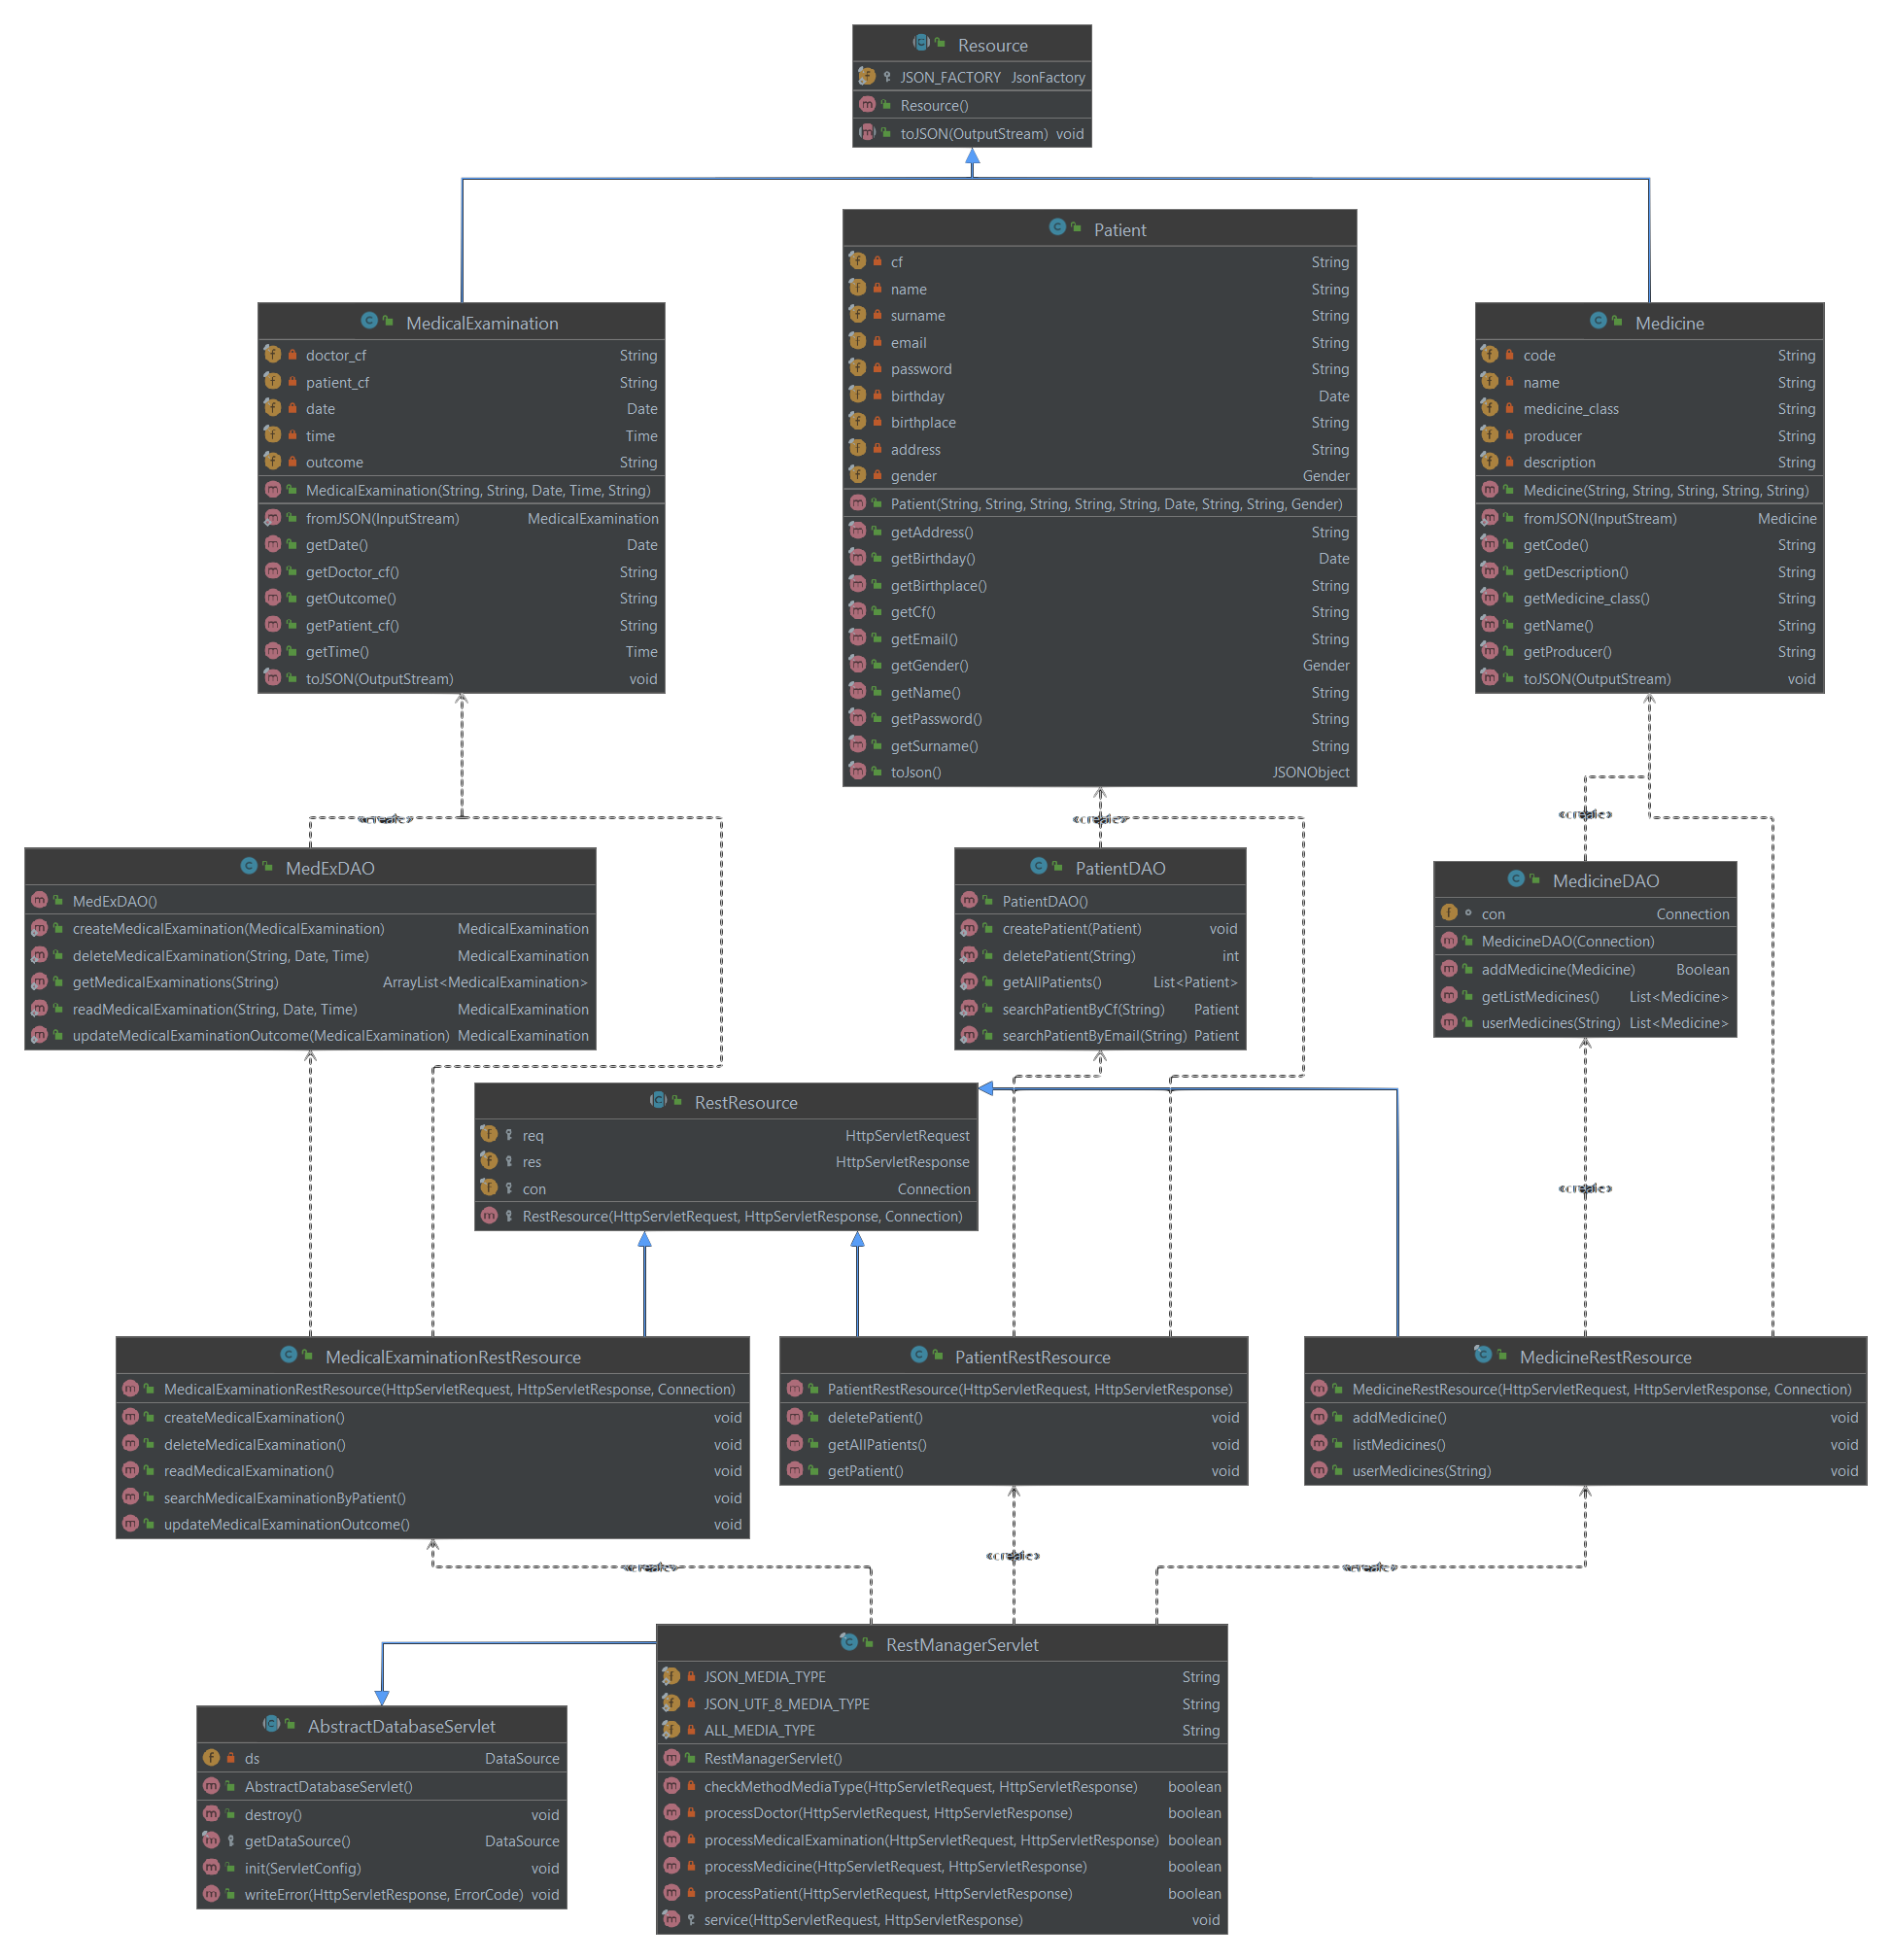 Resource
JSON_FACTORY JsonFactory
Resource()
toJSON(OutputStream) void
Patient
cf String
name String
surname String
email String
password String
birthday Date
birthplace String
address String
gender Gender
Patient(String, String, String, String, String, Date, String, String, Gender)
getAddress() String
getBirthday() Date
getBirthplace() String
getCf() String
getEmail() String
getGender() Gender
getName() String
getPassword() String
getSurname() String
toJson() JSONObject
MedicalExamination
doctor_cf String
patient_cf String
date Date
time Time
outcome String
MedicalExamination(String, String, Date, Time, String)
fromJSON(InputStream) MedicalExamination
getDate() Date
getDoctor_cf() String
getOutcome() String
getPatient_cf() String
getTime() Time
toJSON(OutputStream) void
Medicine
code String
name String
medicine_class String
producer String
description String
Medicine(String, String, String, String, String)
fromJSON(InputStream) Medicine
getCode() String
getDescription() String
getMedicine_class() String
getName() String
getProducer() String
toJSON(OutputStream) void
«create»
«create»
«create»
MedExDAO
MedExDAO()
createMedicalExamination(MedicalExamination) MedicalExamination
deleteMedicalExamination(String, Date, Time) MedicalExamination
getMedicalExaminations(String) ArrayList<MedicalExamination>
readMedicalExamination(String, Date, Time) MedicalExamination
updateMedicalExaminationOutcome(MedicalExamination) MedicalExamination
PatientDAO
PatientDAO()
createPatient(Patient) void
deletePatient(String) int
getAllPatients() List<Patient>
searchPatientByCf(String) Patient
searchPatientByEmail(String) Patient
MedicineDAO
con Connection
MedicineDAO(Connection)
addMedicine(Medicine) Boolean
getListMedicines() List<Medicine>
userMedicines(String) List<Medicine>
RestResource
req HttpServletRequest
res HttpServletResponse
con Connection
RestResource(HttpServletRequest, HttpServletResponse, Connection)
«create»
MedicalExaminationRestResource
MedicalExaminationRestResource(HttpServletRequest, HttpServletResponse, Connection)
createMedicalExamination() void
deleteMedicalExamination() void
readMedicalExamination() void
searchMedicalExaminationByPatient() void
updateMedicalExaminationOutcome() void
PatientRestResource
PatientRestResource(HttpServletRequest, HttpServletResponse)
deletePatient() void
getAllPatients() void
getPatient() void
MedicineRestResource
MedicineRestResource(HttpServletRequest, HttpServletResponse, Connection)
addMedicine() void
listMedicines() void
userMedicines(String) void
«create»
«create»
«create»
RestManagerServlet
JSON_MEDIA_TYPE String
JSON_UTF_8_MEDIA_TYPE String
ALL_MEDIA_TYPE String
RestManagerServlet()
checkMethodMediaType(HttpServletRequest, HttpServletResponse) boolean
processDoctor(HttpServletRequest, HttpServletResponse) boolean
processMedicalExamination(HttpServletRequest, HttpServletResponse) boolean
processMedicine(HttpServletRequest, HttpServletResponse) boolean
processPatient(HttpServletRequest, HttpServletResponse) boolean
service(HttpServletRequest, HttpServletResponse) void
AbstractDatabaseServlet
ds DataSource
AbstractDatabaseServlet()
destroy() void
getDataSource() DataSource
init(ServletConfig) void
writeError(HttpServletResponse, ErrorCode) void